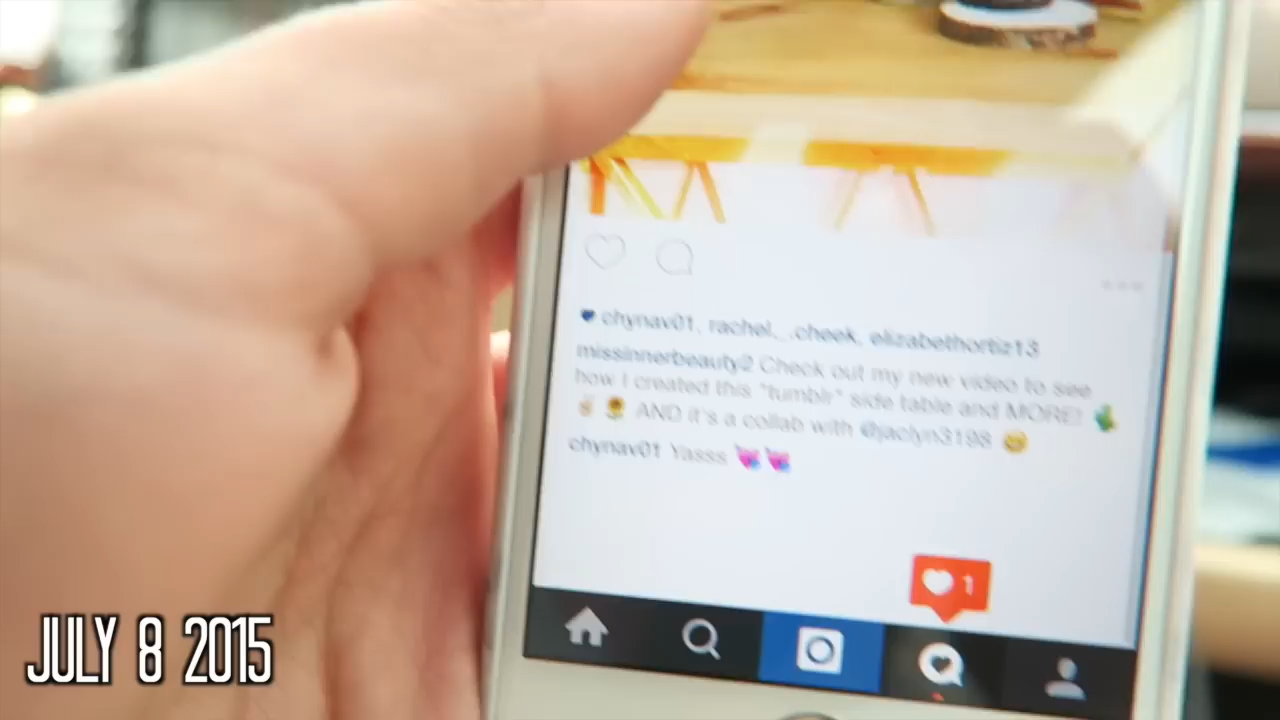 chynav01, rachel._.cheek, elizabethortiz13
missinnerbeauty2 Check out my new video to see
how I created this "tumblr" side table and MORE! 🌵
✌️ 🌻 AND it's a collab with @jaclyn3198 😊
chynav01 Yasss 💘 💘
1
JULY 8 2015